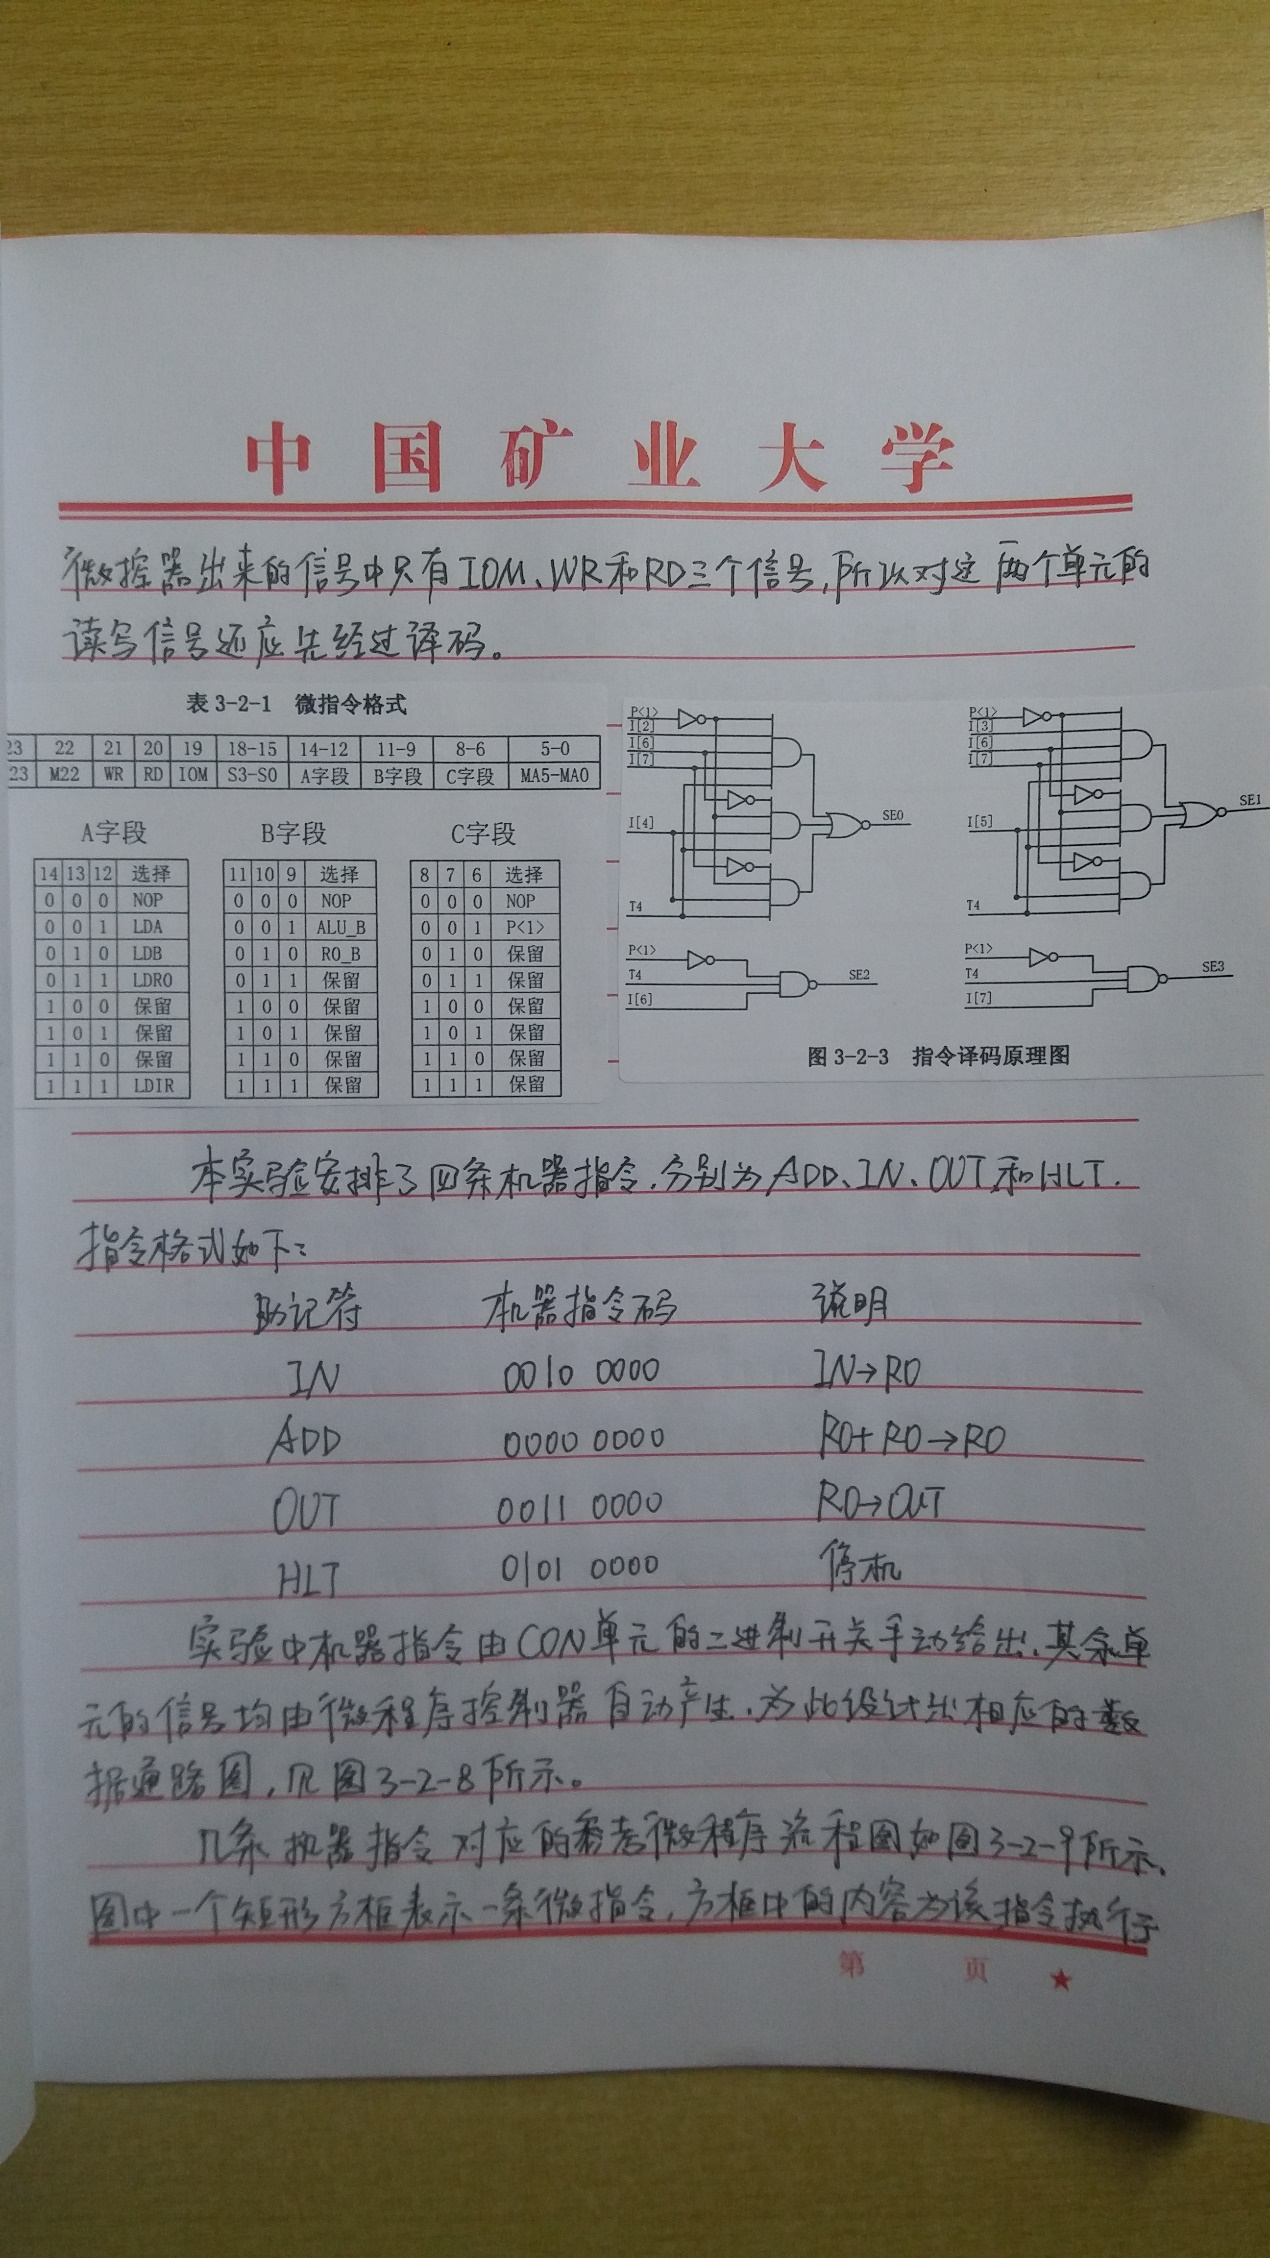 中国矿业大学
微控器出来的信号中只有IOM、WR和RD三个信号,所以对这两个单元的
读写信号还应先经过译码。
表 3-2-1 微指令格式
23 22 21 20 19 18-15 14-12 11-9 8-6 5-0
23 M22 WR RD IOM S3-S0 A字段 B字段 C字段 MA5-MA0
A字段
14 13 12 选择
0 0 0 NOP
0 0 1 LDA
0 1 0 LDB
0 1 1 LDR0
1 0 0 保留
1 0 1 保留
1 1 0 保留
1 1 1 LDIR
B字段
11 10 9 选择
0 0 0 NOP
0 0 1 ALU_B
0 1 0 R0_B
0 1 1 保留
1 0 0 保留
1 0 1 保留
1 1 0 保留
1 1 1 保留
C字段
8 7 6 选择
0 0 0 NOP
0 0 1 P<1>
0 1 0 保留
0 1 1 保留
1 0 0 保留
1 0 1 保留
1 1 0 保留
1 1 1 保留
P<1>
I[2]
I[6]
I[7]
I[4]
T4
SE0
P<1>
I[3]
I[6]
I[7]
I[5]
T4
SE1
P<1>
T4
I[6]
SE2
P<1>
T4
I[7]
SE3
图 3-2-3 指令译码原理图
本实验安排了四条机器指令,分别为ADD、IN、OUT和HLT.
指令格式如下:
助记符 机器指令码 说明
IN 0010 0000 IN→R0
ADD 0000 0000 R0+R0→R0
OUT 0011 0000 R0→OUT
HLT 0101 0000 停机
实验中机器指令由CON单元的二进制开关手动给出,其余单
元的信号均由微程序控制器自动产生,为此设计出相应的数
据通路图,见图3-2-8所示。
几条机器指令对应的参考微程序流程图如图3-2-9所示,
图中一个矩形方框表示一条微指令,方框中的内容为该指令执行
第 页